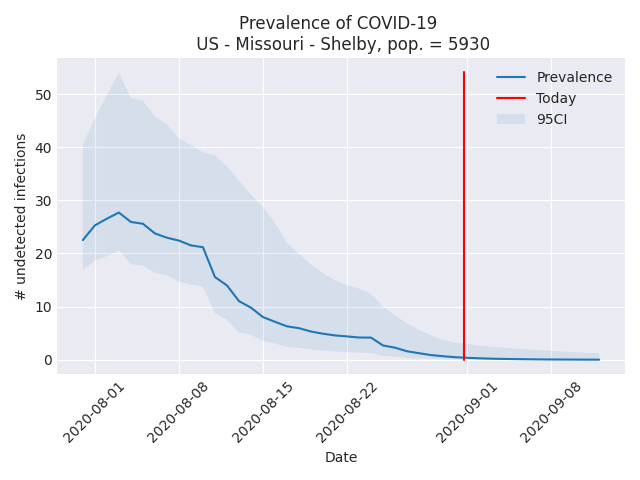 Prevalence of COVID-19
US - Missouri - Shelby, pop. = 5930
Prevalence
Today
95CI
# undetected infections
50
40
30
20
10
0
2020-08-01
2020-08-08
2020-08-15
2020-08-22
2020-09-01
2020-09-08
Date